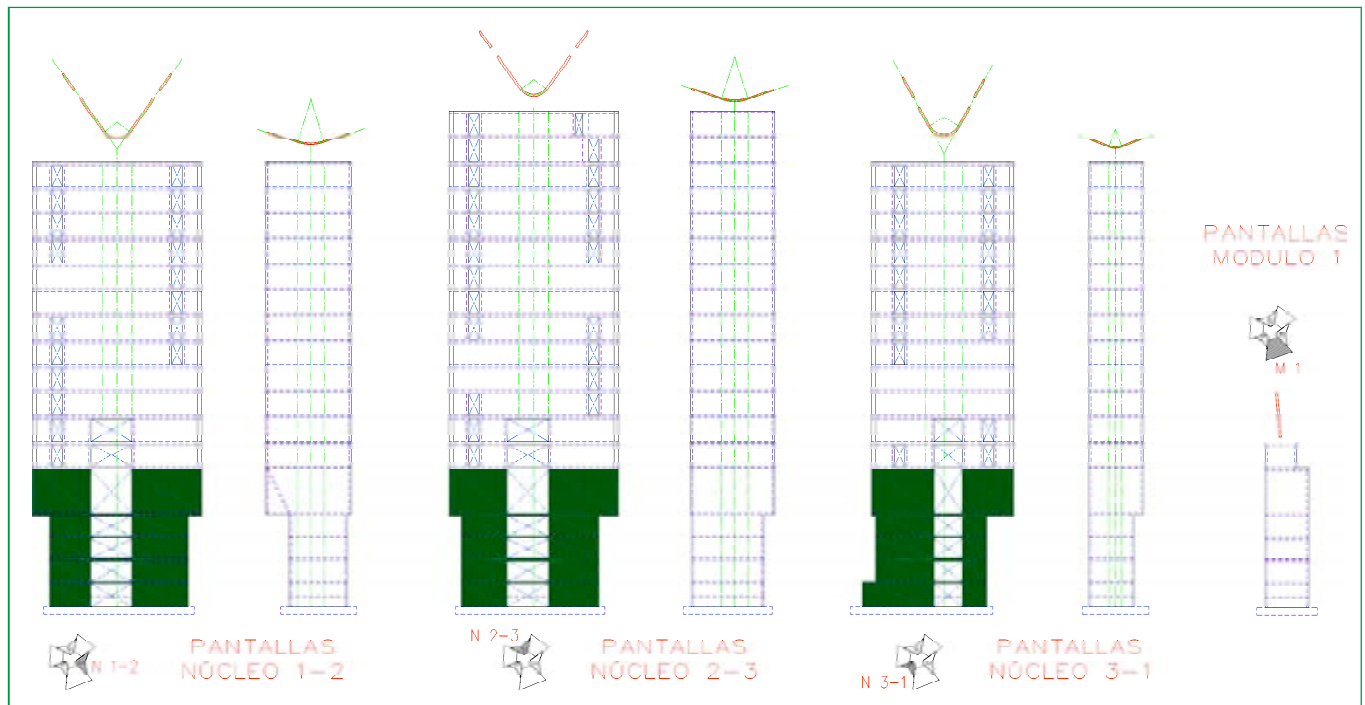 PANTALLAS
MODULO 1
M 1
N 1-2
PANTALLAS
NÚCLEO 1-2
N 2-3
PANTALLAS
NÚCLEO 2-3
N 3-1
PANTALLAS
NÚCLEO 3-1